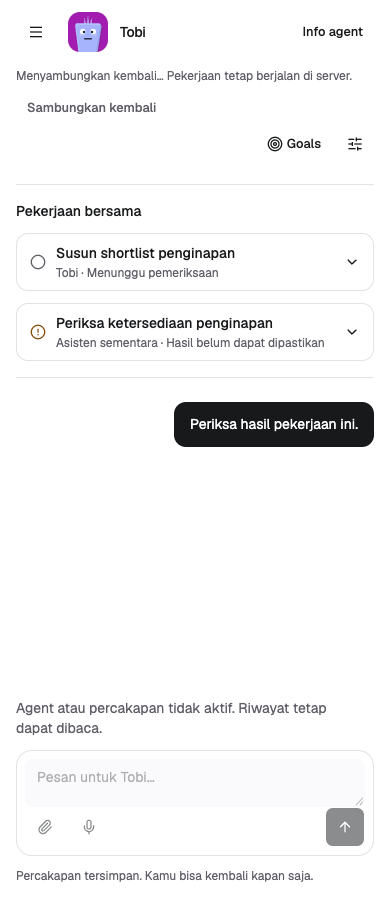 Tobi
Info agent
Menyambungkan kembali... Pekerjaan tetap berjalan di server.
Sambungkan kembali
Goals
Pekerjaan bersama
Susun shortlist penginapan
Tobi · Menunggu pemeriksaan
Periksa ketersediaan penginapan
Asisten sementara · Hasil belum dapat dipastikan
Periksa hasil pekerjaan ini.
Agent atau percakapan tidak aktif. Riwayat tetap
dapat dibaca.
Pesan untuk Tobi...
Percakapan tersimpan. Kamu bisa kembali kapan saja.